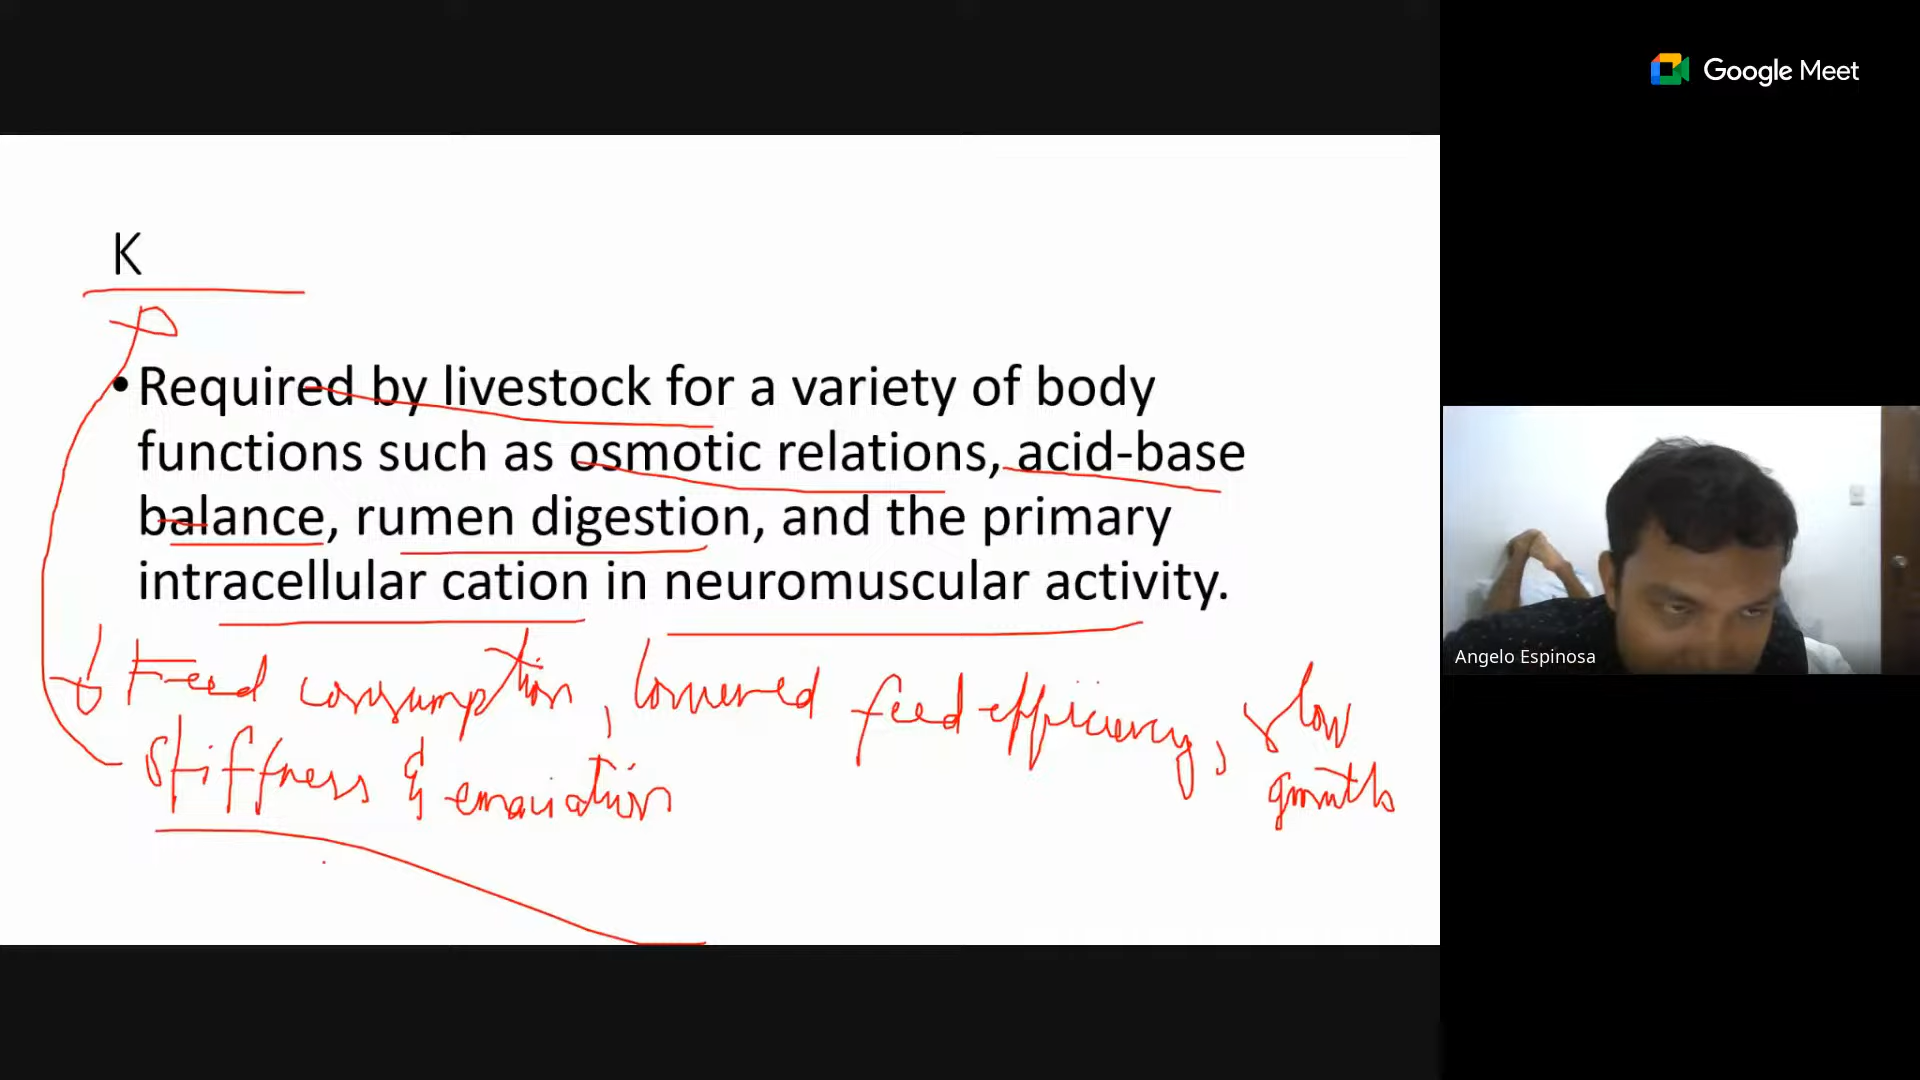 Google Meet
K
• Required by livestock for a variety of body
functions such as osmotic relations, acid-base
balance, rumen digestion, and the primary
intracellular cation in neuromuscular activity.
↓ Feed consumption, lowered feed efficiency, slow
growth
stiffness & emaciation
Angelo Espinosa